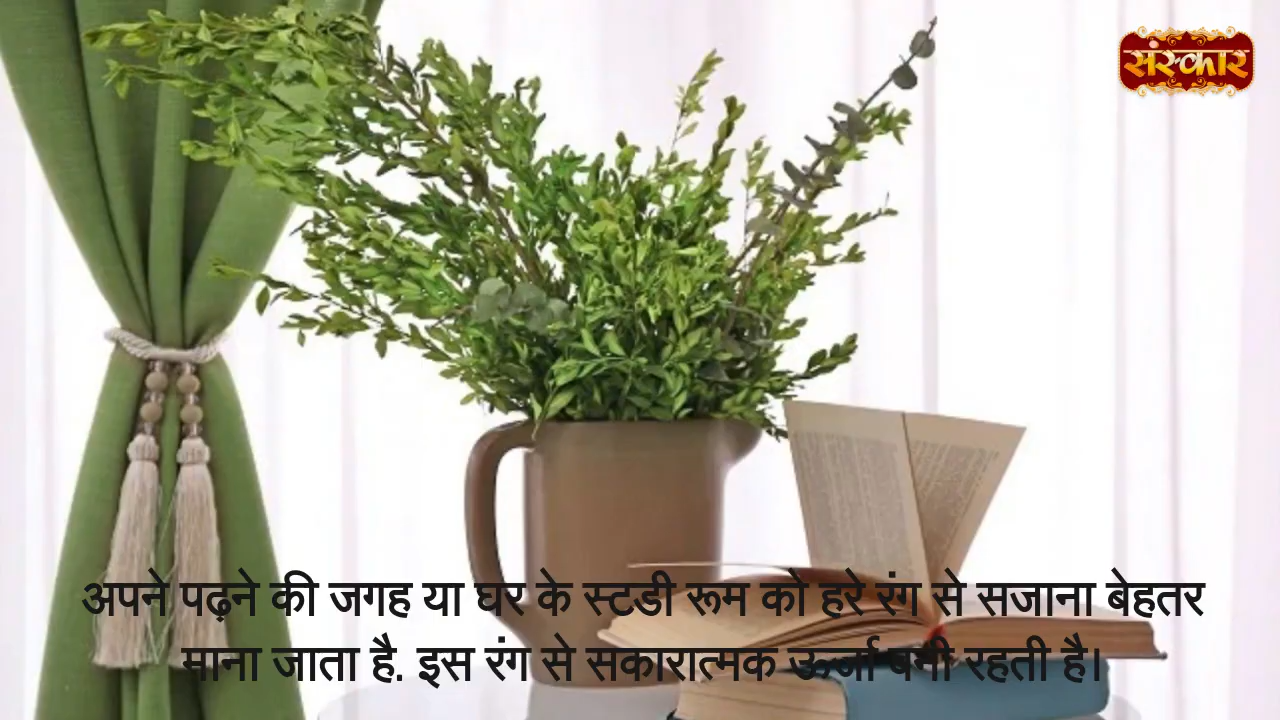 संस्कार
अपने पढ़ने की जगह या घर के स्टडी रूम को हरे रंग से सजाना बेहतर
माना जाता है. इस रंग से सकारात्मक ऊर्जा बनी रहती है।